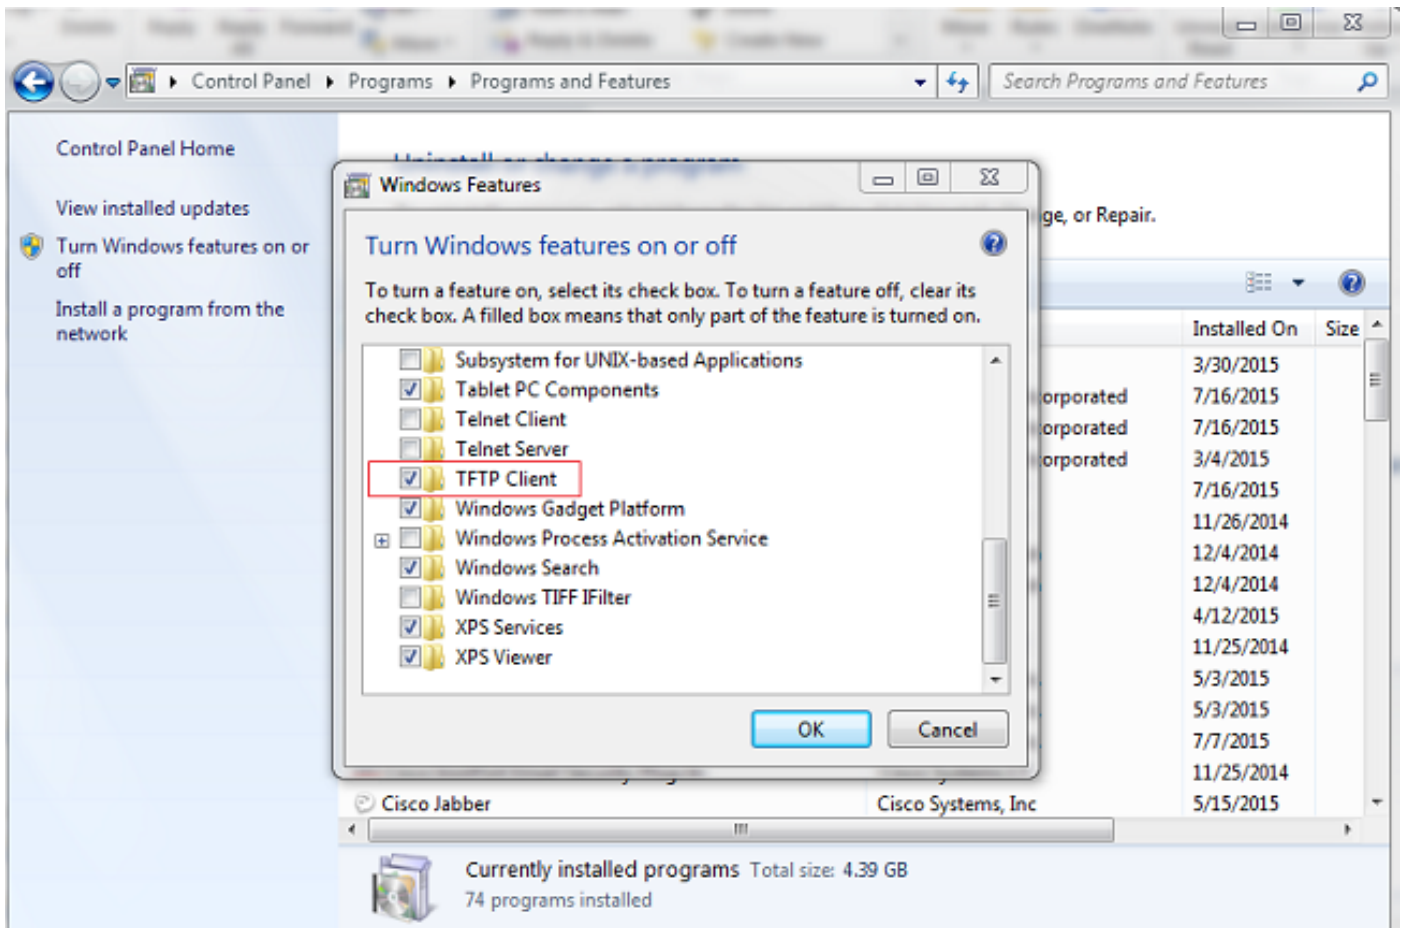 Control Panel
Programs
Programs and Features
Search Programs and Features
Control Panel Home
View installed updates
Turn Windows features on or
off
Install a program from the
network
Uninstall or change a program
ge, or Repair.
Installed On
Size
3/30/2015
orporated
7/16/2015
orporated
7/16/2015
orporated
3/4/2015
7/16/2015
11/26/2014
12/4/2014
12/4/2014
4/12/2015
11/25/2014
5/3/2015
5/3/2015
7/7/2015
11/25/2014
Cisco Jabber
Cisco Systems, Inc
5/15/2015
Windows Features
Turn Windows features on or off
To turn a feature on, select its check box. To turn a feature off, clear its
check box. A filled box means that only part of the feature is turned on.
Subsystem for UNIX-based Applications
Tablet PC Components
Telnet Client
Telnet Server
TFTP Client
Windows Gadget Platform
Windows Process Activation Service
Windows Search
Windows TIFF IFilter
XPS Services
XPS Viewer
OK
Cancel
Currently installed programs Total size: 4.39 GB
74 programs installed